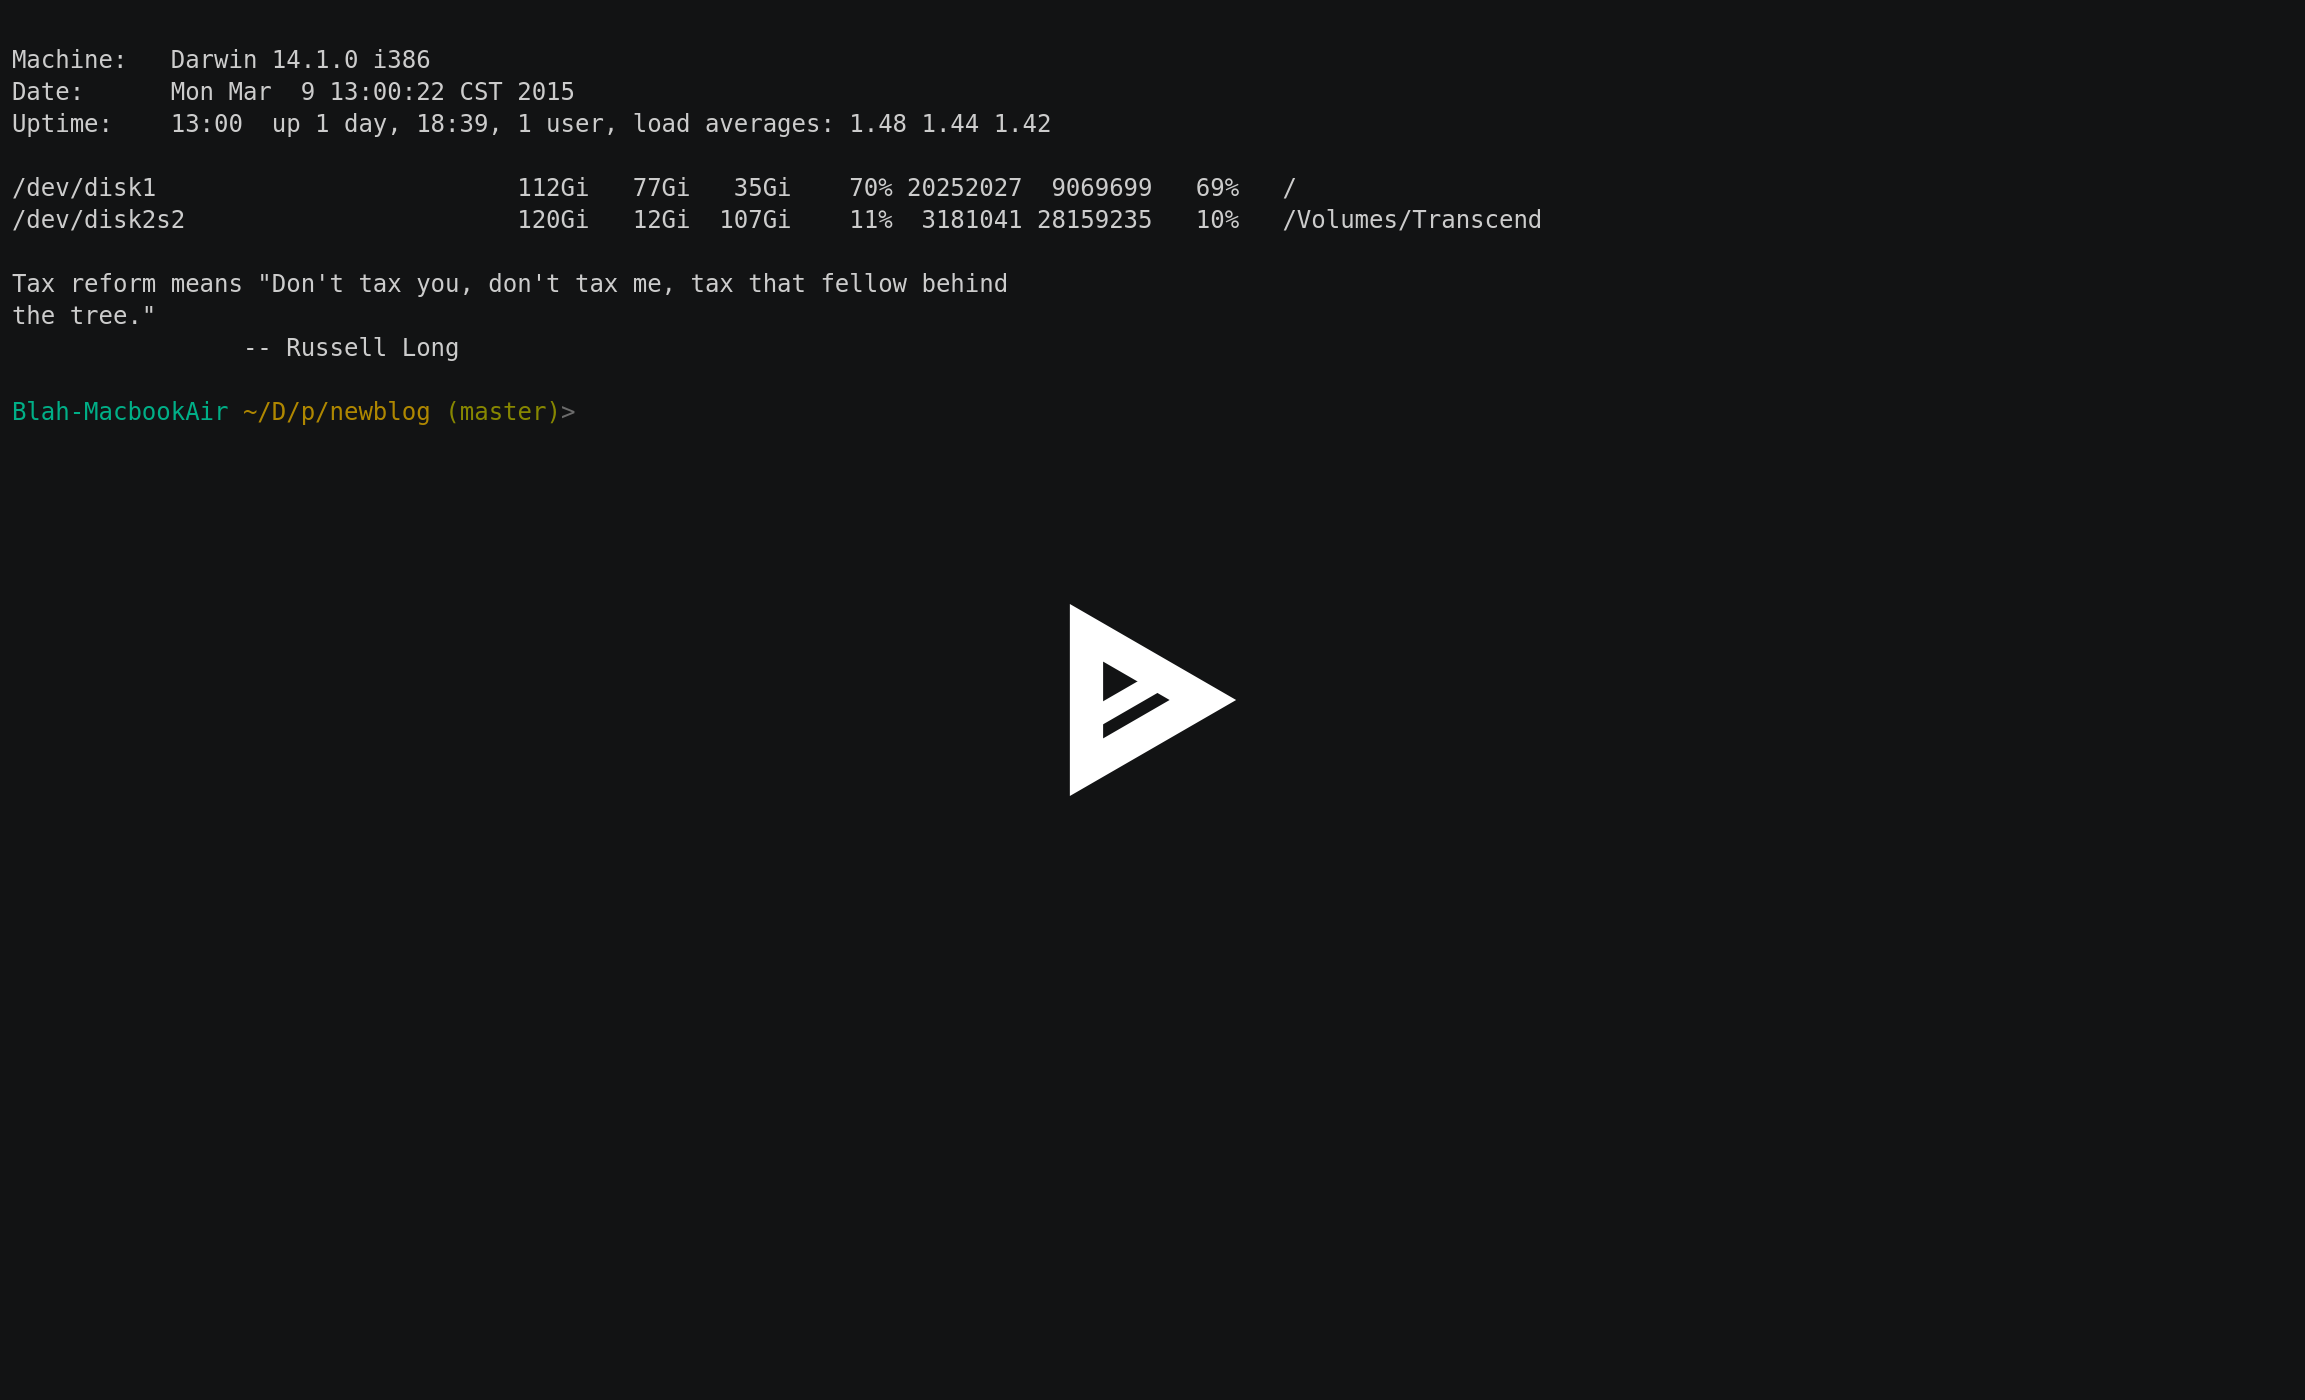 Machine:   Darwin 14.1.0 i386
Date:      Mon Mar  9 13:00:22 CST 2015
Uptime:    13:00  up 1 day, 18:39, 1 user, load averages: 1.48 1.44 1.42
/dev/disk1                         112Gi   77Gi   35Gi    70% 20252027  9069699   69%   /
/dev/disk2s2                       120Gi   12Gi  107Gi    11%  3181041 28159235   10%   /Volumes/Transcend
Tax reform means "Don't tax you, don't tax me, tax that fellow behind
the tree."
                -- Russell Long
Blah-MacbookAir ~/D/p/newblog (master)>